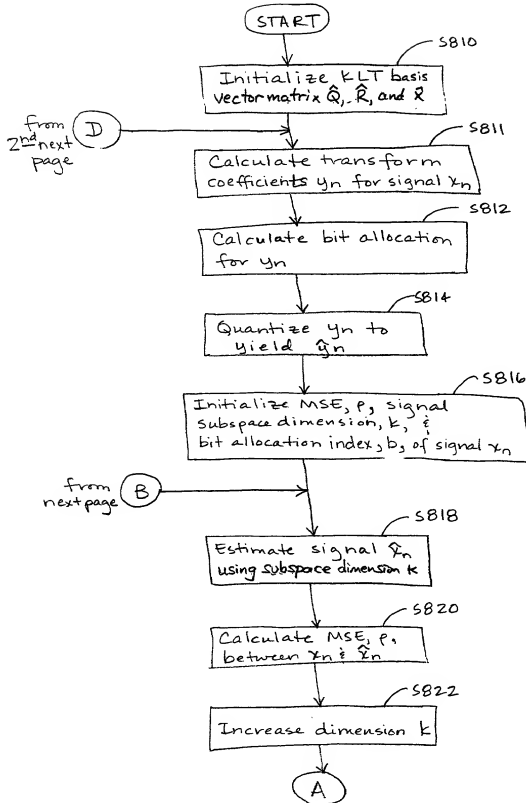 START
S810
Initialize KLT basis
vector matrix Q̂, R̂, and x̂
from
2nd next
page
D
S811
Calculate transform
coefficients yn for signal xn
S812
Calculate bit allocation
for yn
S814
Quantize yn to
yield ŷn
S816
Initialize MSE, ρ, signal
subspace dimension, k, &
bit allocation index, b, of signal xn
from
next page
B
S818
Estimate signal x̂n
using subspace dimension k
S820
Calculate MSE, ρ,
between xn & x̂n
S822
Increase dimension k
A